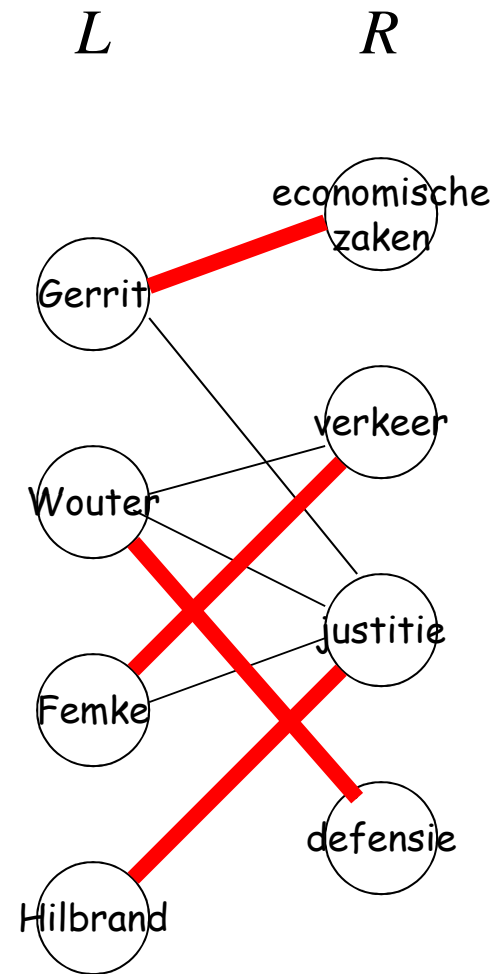 L R
economische
zaken
Gerrit
verkeer
Wouter
justitie
Femke
defensie
Hilbrand